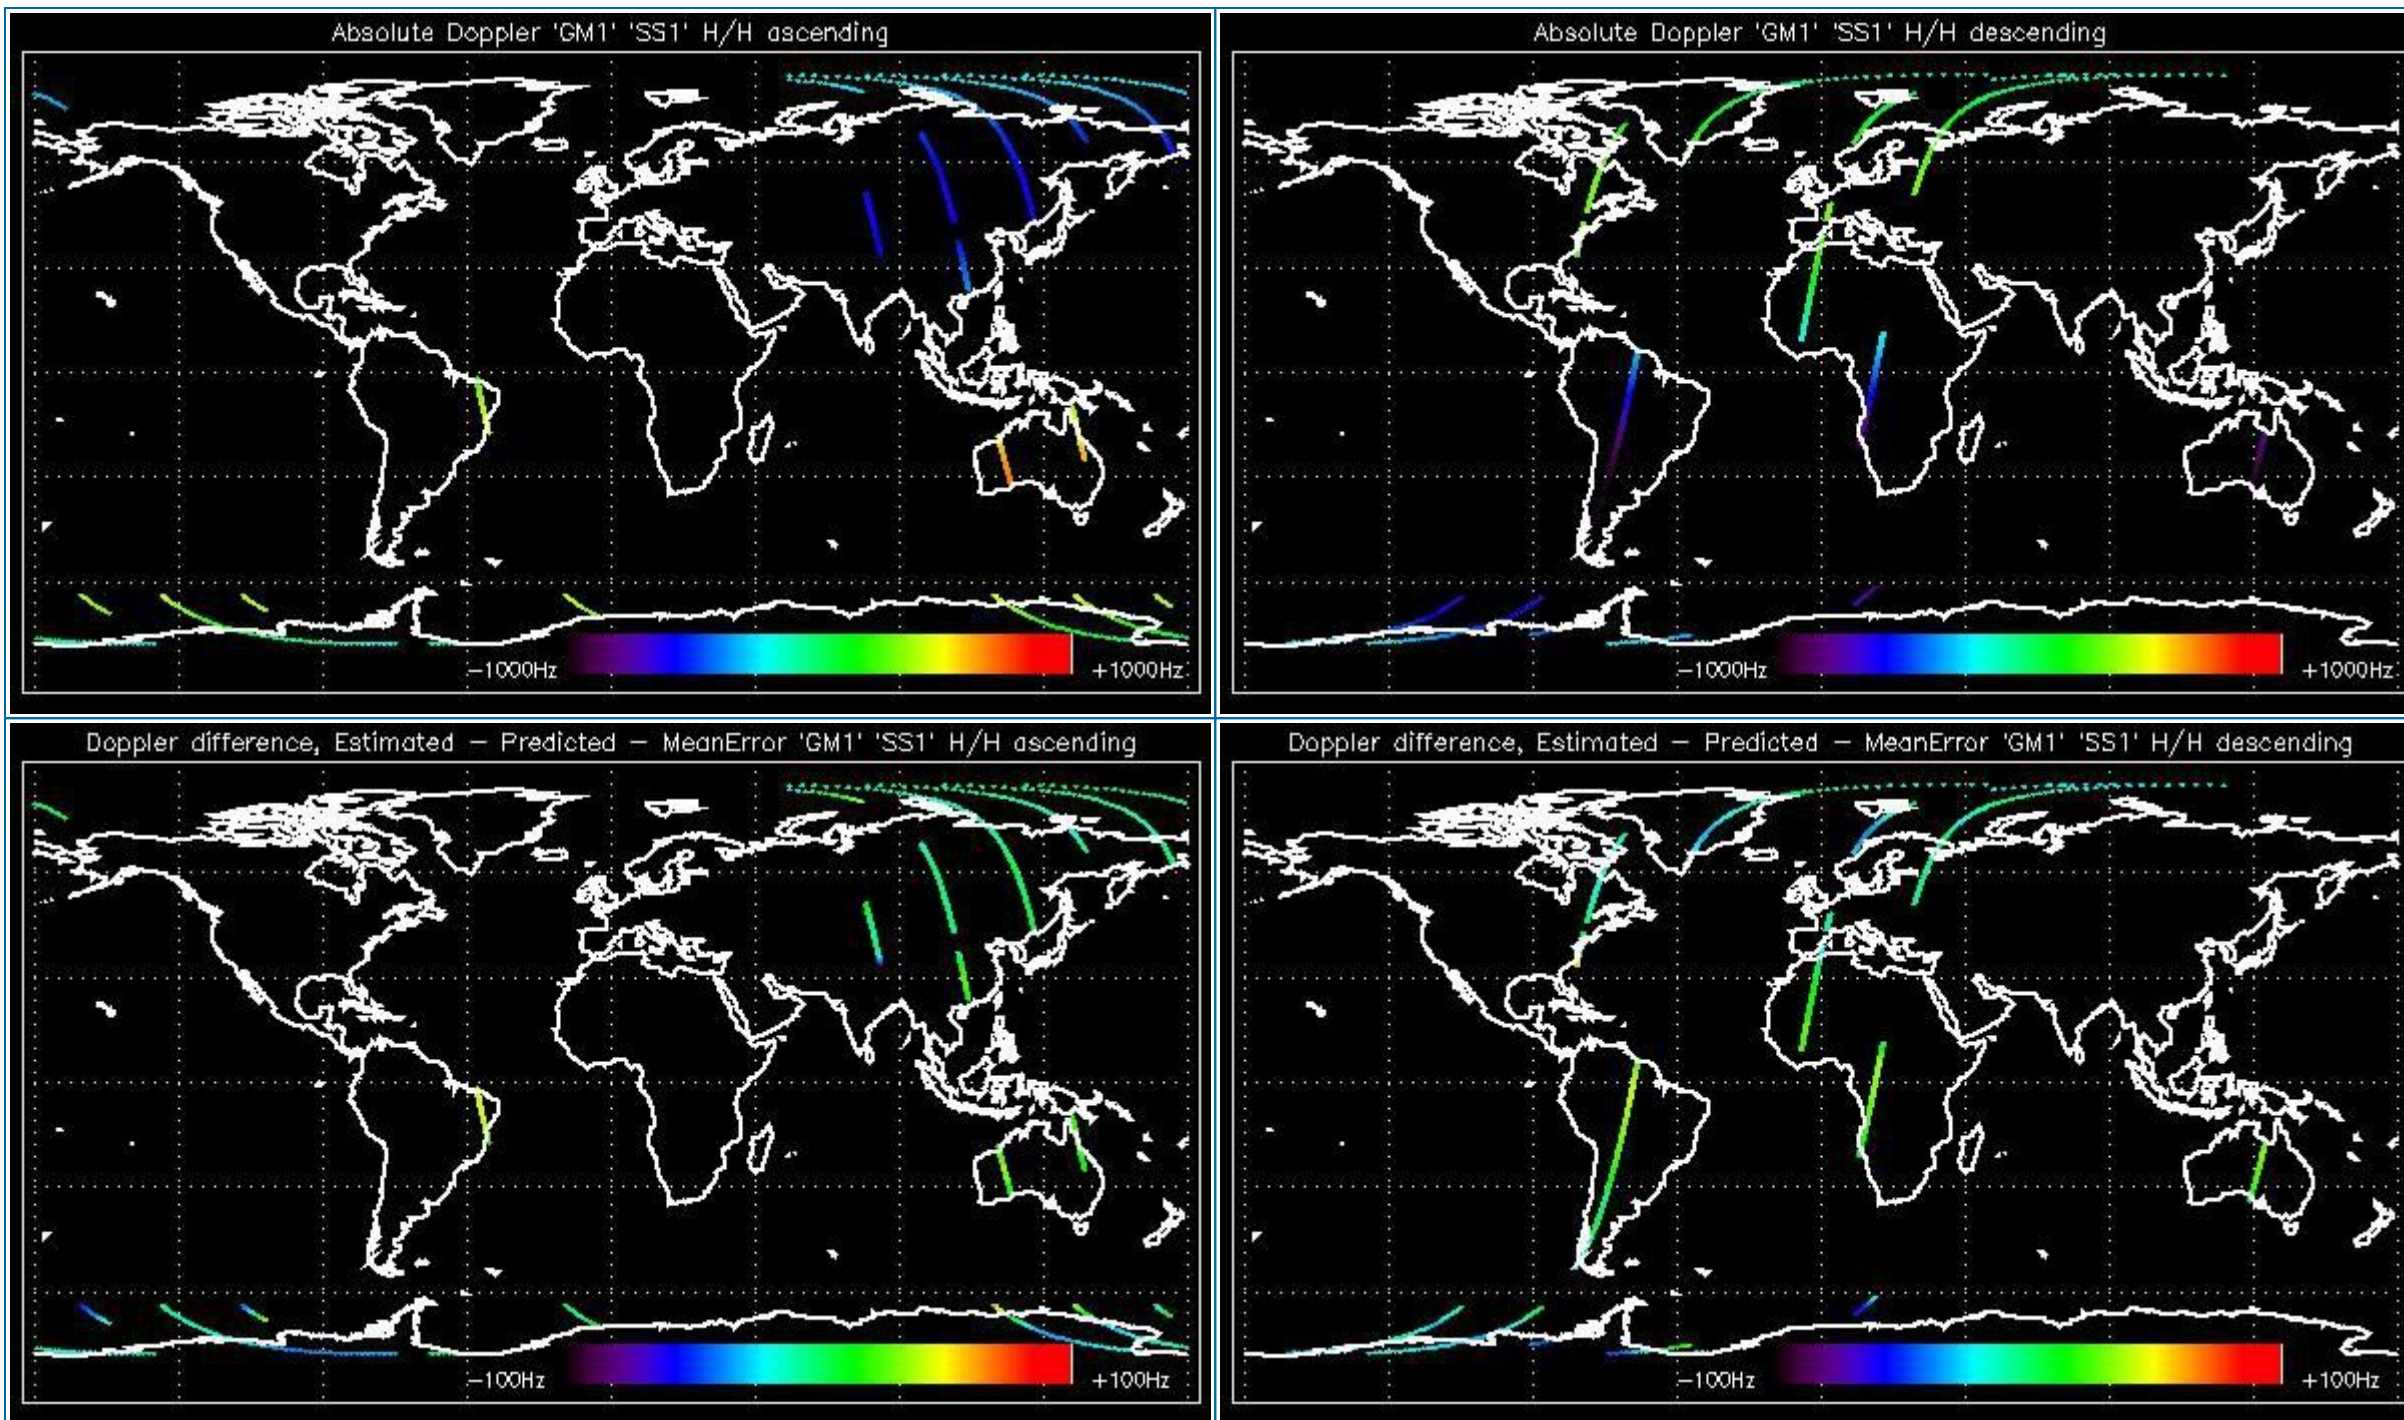 Absolute Doppler 'GM1' 'SS1' H/H ascending
−1000Hz
+1000Hz
Absolute Doppler 'GM1' 'SS1' H/H descending
−1000Hz
+1000Hz
Doppler difference, Estimated − Predicted − MeanError 'GM1' 'SS1' H/H ascending
−100Hz
+100Hz
Doppler difference, Estimated − Predicted − MeanError 'GM1' 'SS1' H/H descending
−100Hz
+100Hz